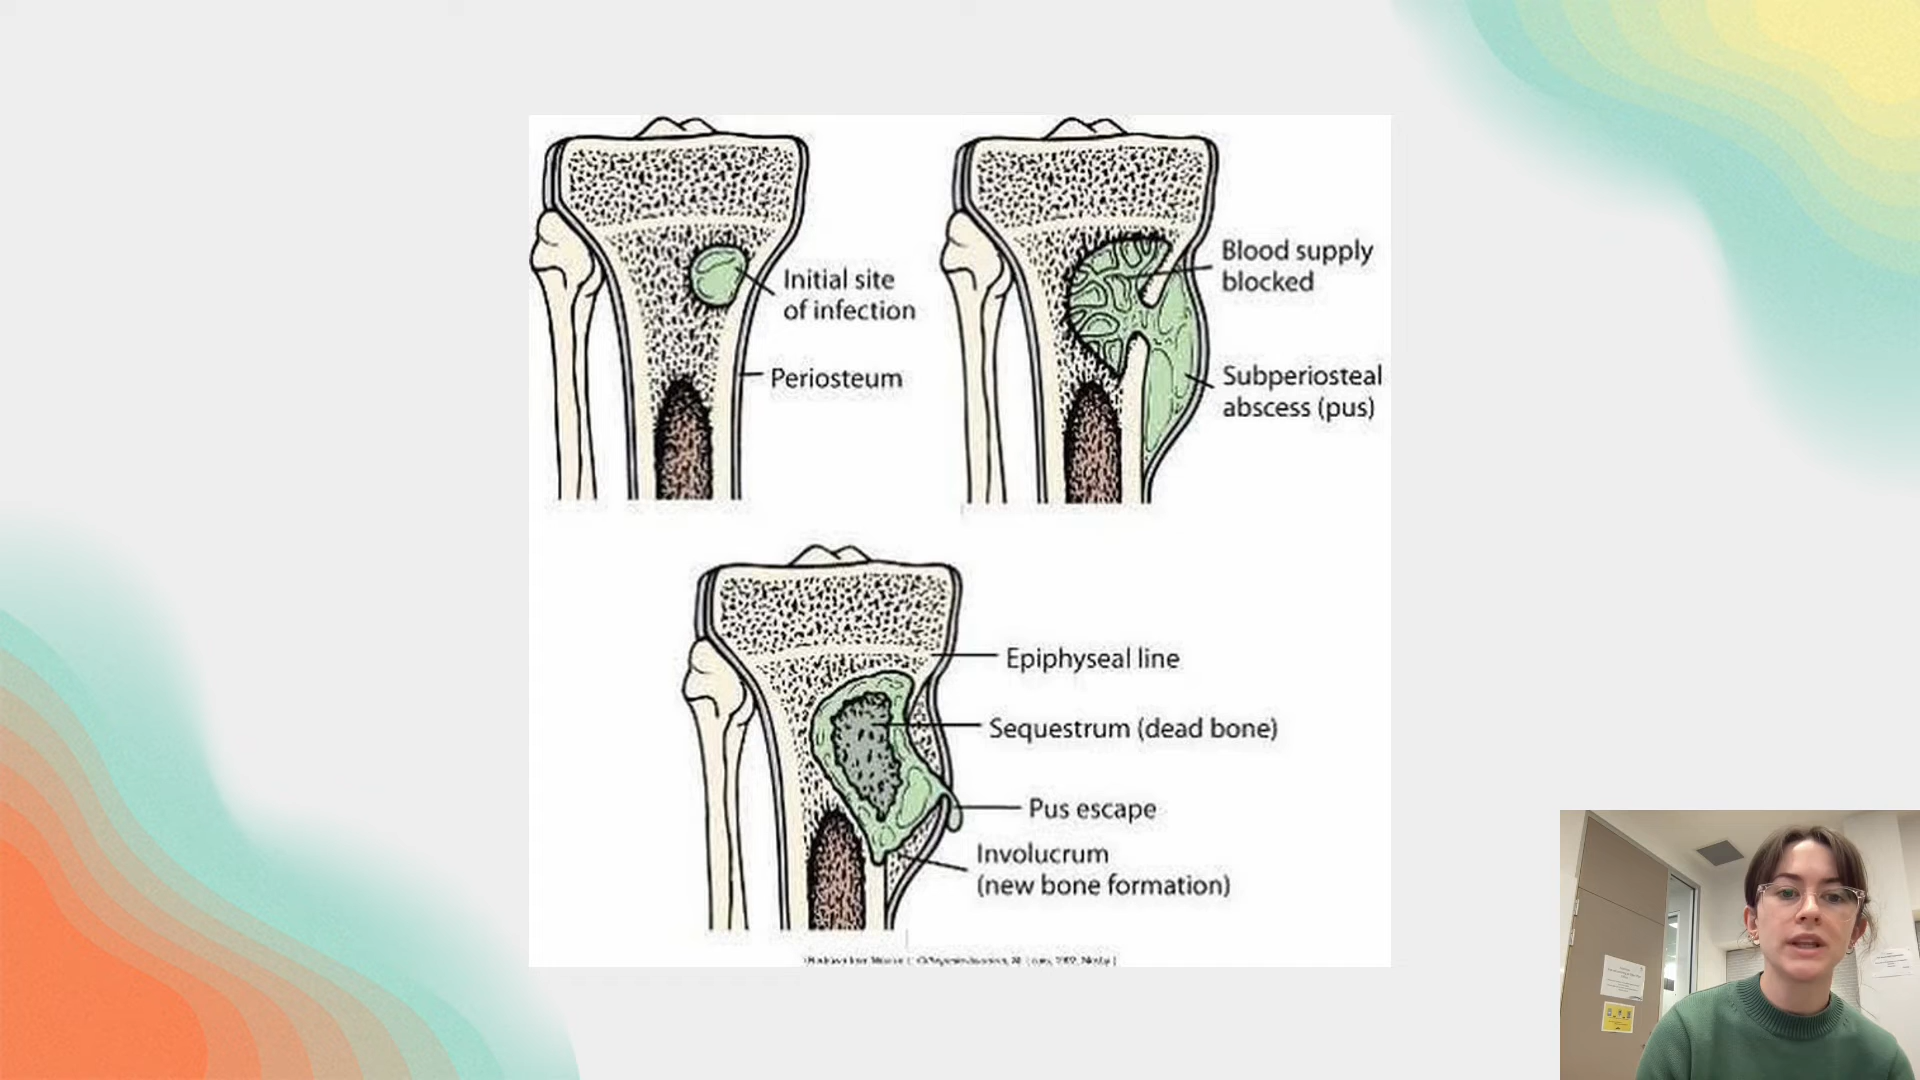 Initial site
of infection
Periosteum
Blood supply
blocked
Subperiosteal
abscess (pus)
Epiphyseal line
Sequestrum (dead bone)
Pus escape
Involucrum
(new bone formation)